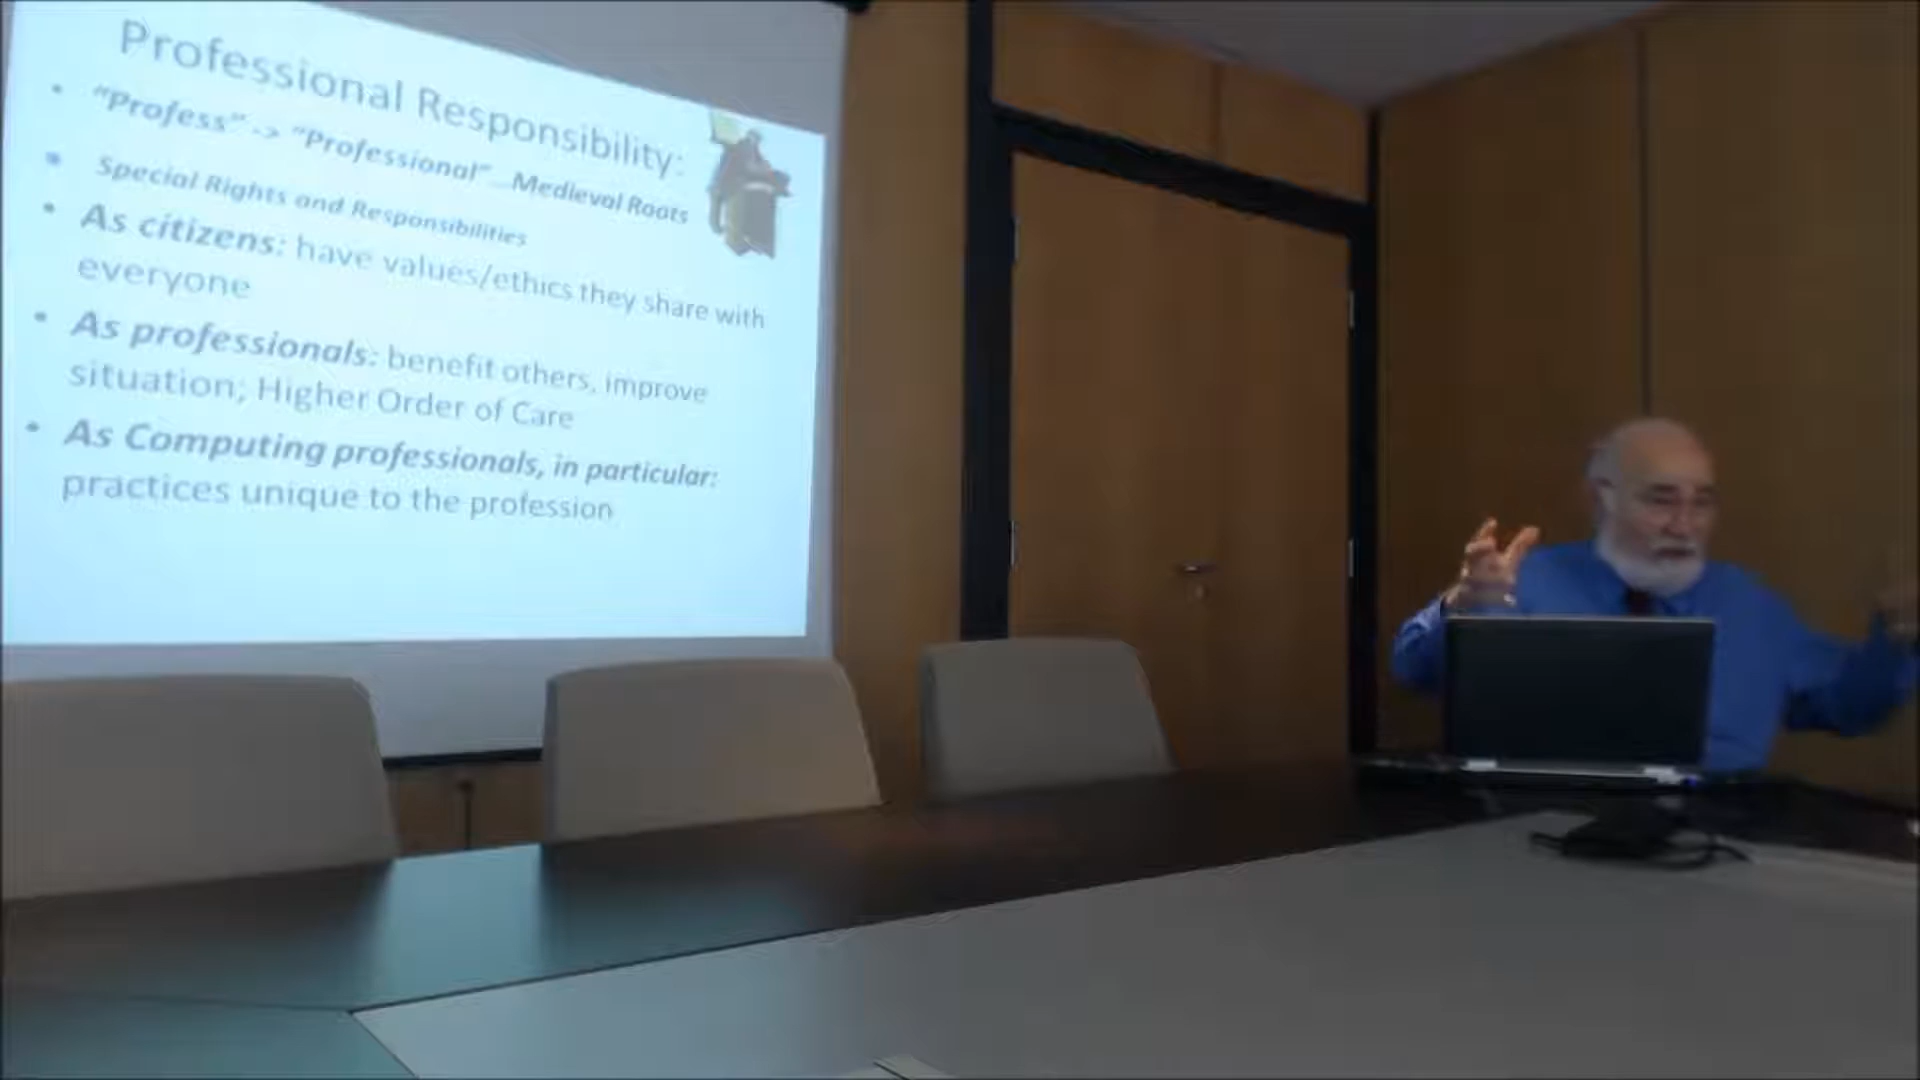 Professional Responsibility:
• "Profess" -> "Professional" Medieval Roots
• Special Rights and Responsibilities
• As citizens: have values/ethics they share with
everyone
• As professionals: benefit others, improve
situation; Higher Order of Care
• As Computing professionals, in particular:
practices unique to the profession